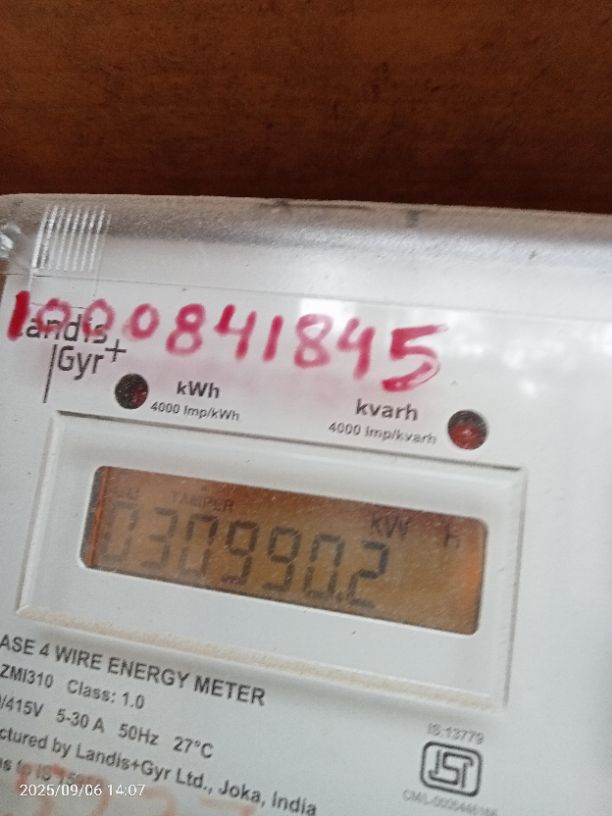 1000841845
Landis
Gyr+
kWh
4000 Imp/kWh
kvarh
4000 Imp/kvarh
TAMPER
kW h
030990.2
ASE 4 WIRE ENERGY METER
ZMI310 Class: 1.0
/415V 5-30 A 50Hz 27°C
ctured by Landis+Gyr Ltd., Joka, India
IS:13779
2025/09/06 14:07